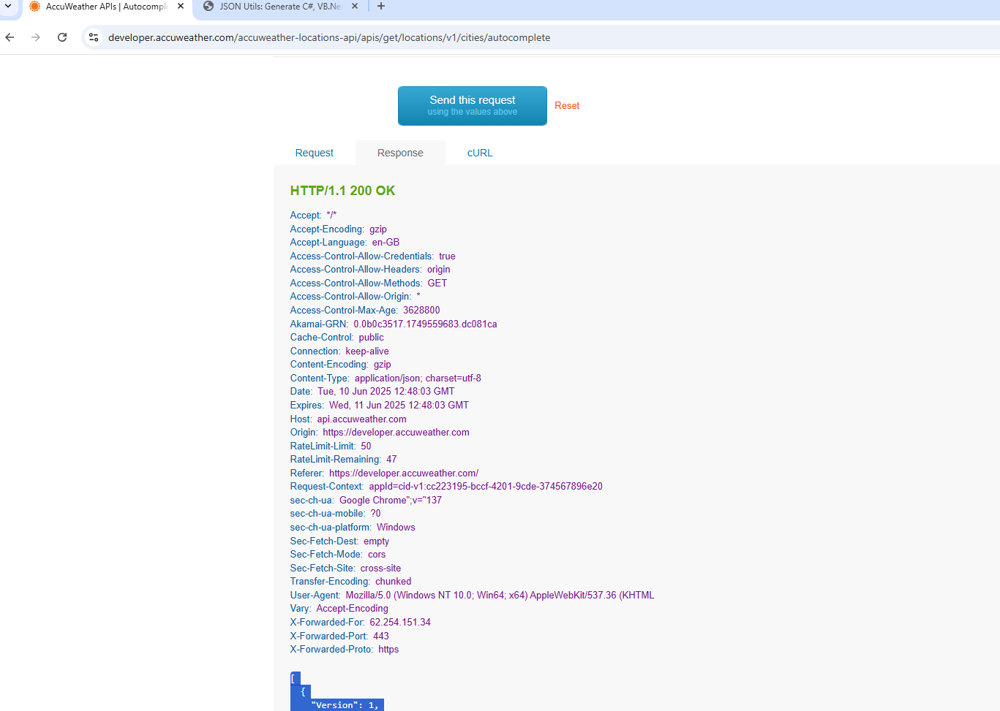 AccuWeather APIs | Autocomple
JSON Utils: Generate C#, VB.Ne
developer.accuweather.com/accuweather-locations-api/apis/get/locations/v1/cities/autocomplete
Send this request
using the values above
Reset
Request
Response
cURL
HTTP/1.1 200 OK
Accept: */*
Accept-Encoding: gzip
Accept-Language: en-GB
Access-Control-Allow-Credentials: true
Access-Control-Allow-Headers: origin
Access-Control-Allow-Methods: GET
Access-Control-Allow-Origin: *
Access-Control-Max-Age: 3628800
Akamai-GRN: 0.0b0c3517.1749559683.dc081ca
Cache-Control: public
Connection: keep-alive
Content-Encoding: gzip
Content-Type: application/json; charset=utf-8
Date: Tue, 10 Jun 2025 12:48:03 GMT
Expires: Wed, 11 Jun 2025 12:48:03 GMT
Host: api.accuweather.com
Origin: https://developer.accuweather.com
RateLimit-Limit: 50
RateLimit-Remaining: 47
Referer: https://developer.accuweather.com/
Request-Context: appId=cid-v1:cc223195-bccf-4201-9cde-374567896e20
sec-ch-ua: Google Chrome";v="137
sec-ch-ua-mobile: ?0
sec-ch-ua-platform: Windows
Sec-Fetch-Dest: empty
Sec-Fetch-Mode: cors
Sec-Fetch-Site: cross-site
Transfer-Encoding: chunked
User-Agent: Mozilla/5.0 (Windows NT 10.0; Win64; x64) AppleWebKit/537.36 (KHTML
Vary: Accept-Encoding
X-Forwarded-For: 62.254.151.34
X-Forwarded-Port: 443
X-Forwarded-Proto: https
[
{
"Version": 1,